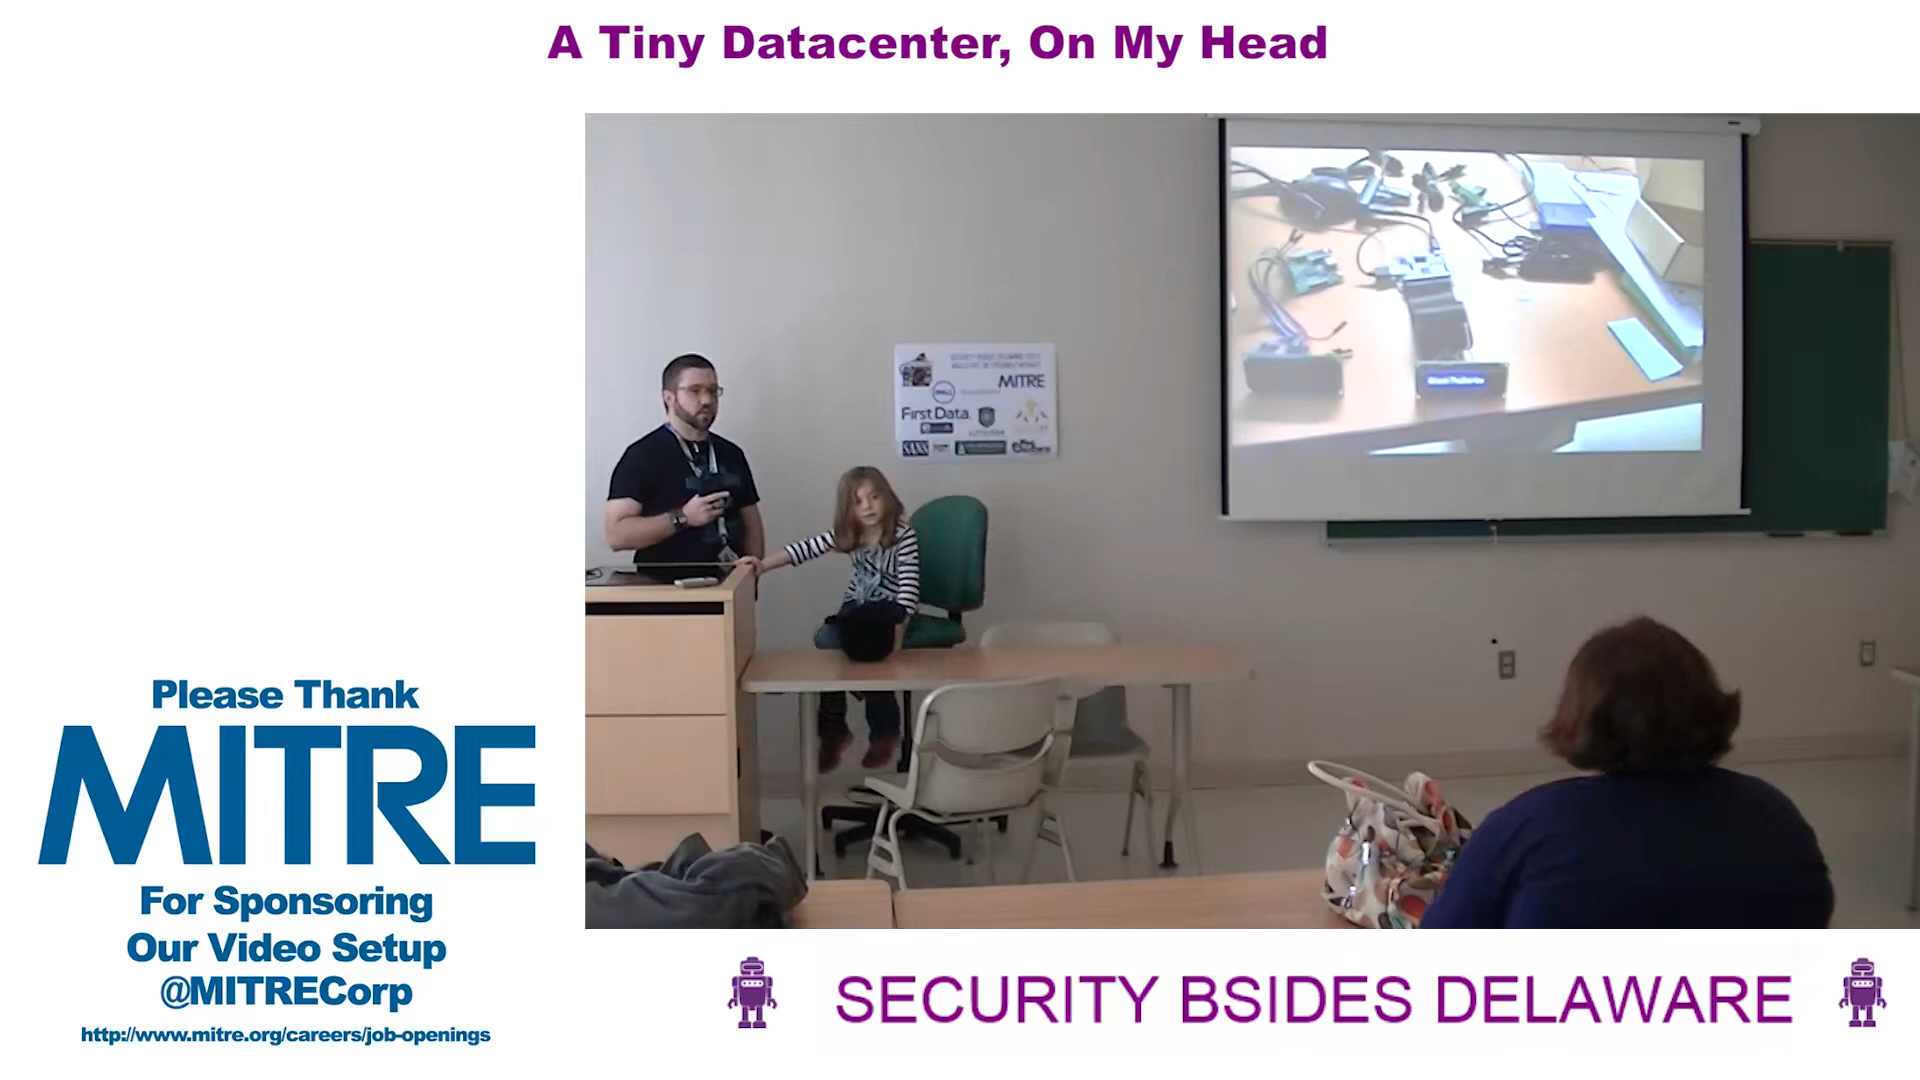 A Tiny Datacenter, On My Head
MITRE
DELL
First Data.
Please Thank
MITRE
For Sponsoring
Our Video Setup
@MITRECorp
http://www.mitre.org/careers/job-openings
SECURITY BSIDES DELAWARE